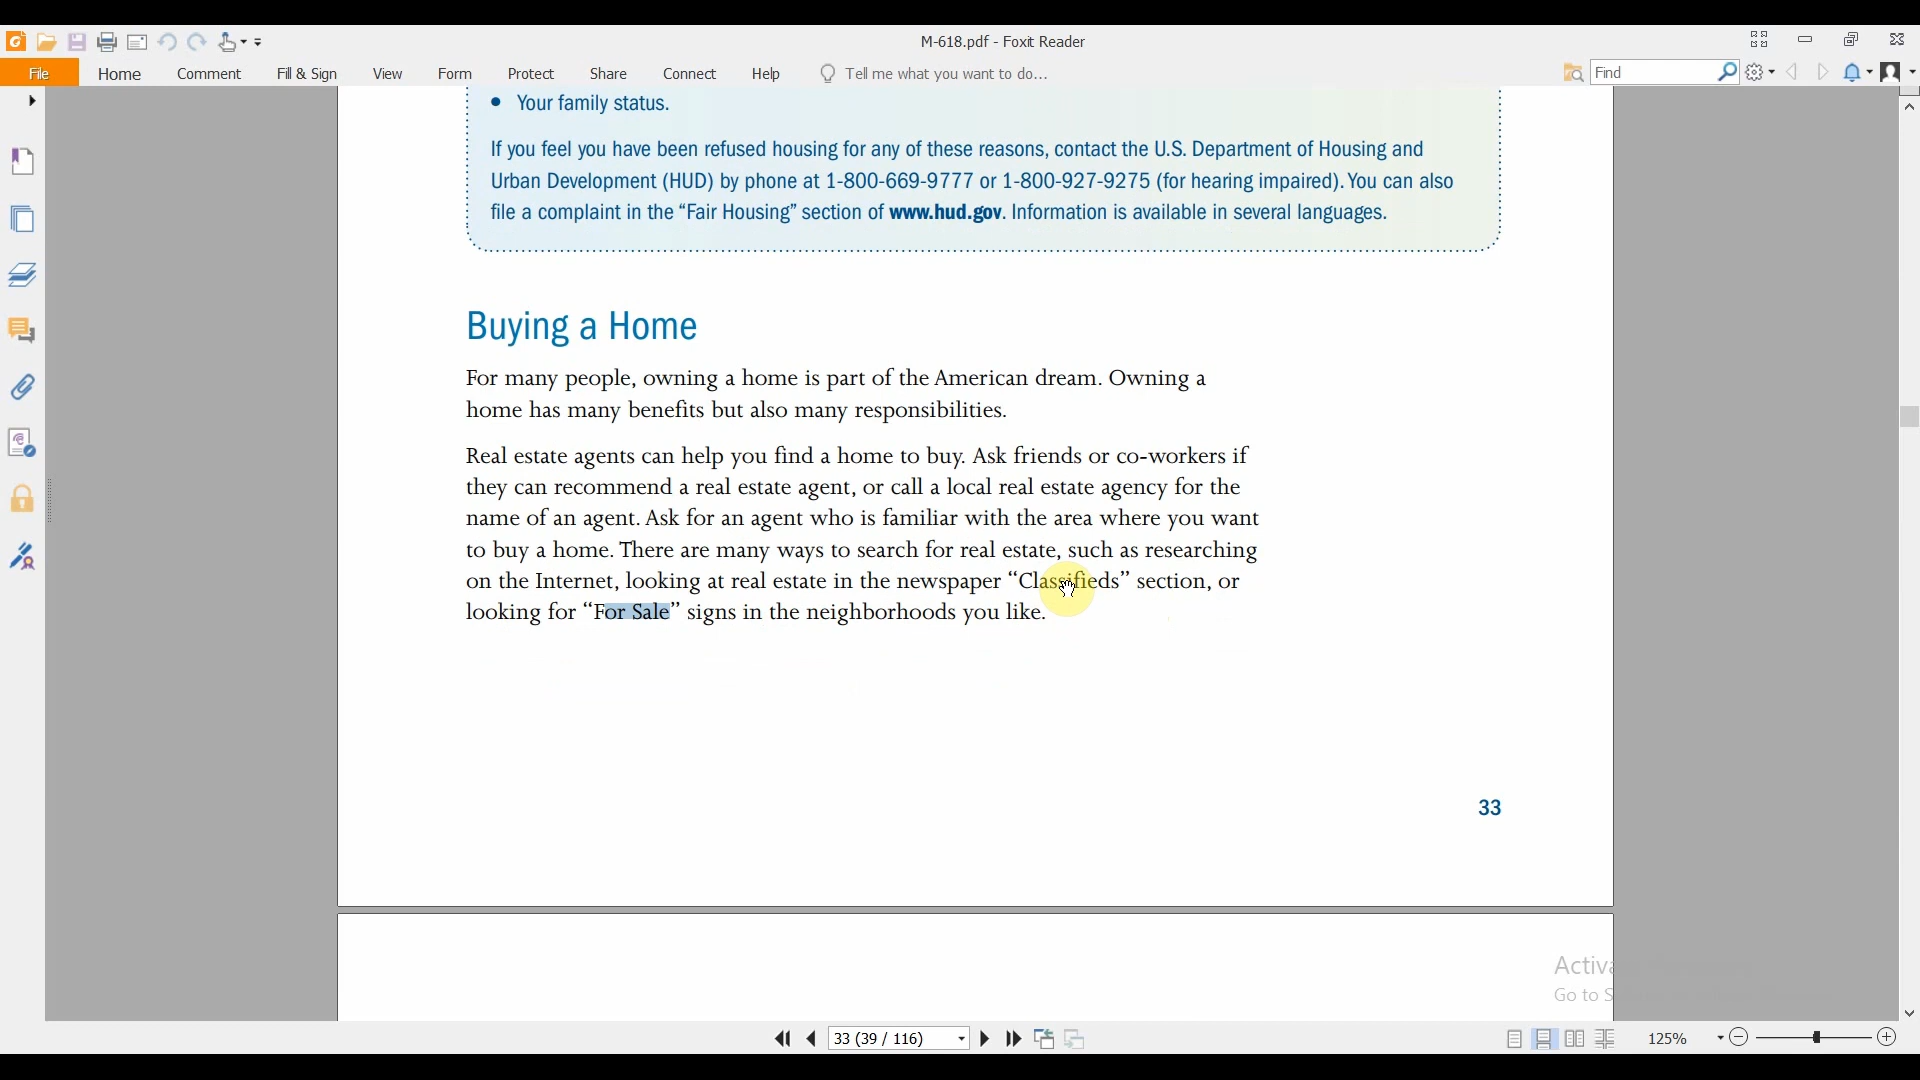 M-618.pdf - Foxit Reader
File Home Comment Fill & Sign View Form Protect Share Connect Help Tell me what you want to do... Find
• Your family status.
If you feel you have been refused housing for any of these reasons, contact the U.S. Department of Housing and
Urban Development (HUD) by phone at 1-800-669-9777 or 1-800-927-9275 (for hearing impaired). You can also
file a complaint in the “Fair Housing” section of www.hud.gov. Information is available in several languages.
Buying a Home
For many people, owning a home is part of the American dream. Owning a
home has many benefits but also many responsibilities.
Real estate agents can help you find a home to buy. Ask friends or co-workers if
they can recommend a real estate agent, or call a local real estate agency for the
name of an agent. Ask for an agent who is familiar with the area where you want
to buy a home. There are many ways to search for real estate, such as researching
on the Internet, looking at real estate in the newspaper “Classifieds” section, or
looking for “For Sale” signs in the neighborhoods you like.
33
Activa
Go to S
33 (39 / 116) 125%